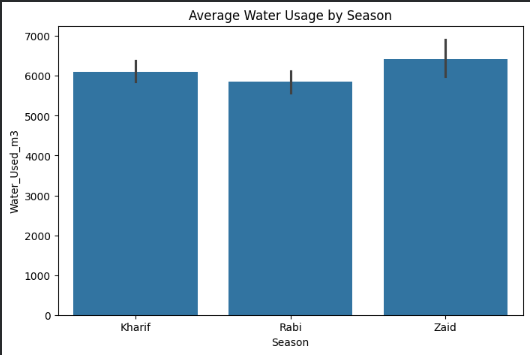 Average Water Usage by Season
Water_Used_m3
7000
6000
5000
4000
3000
2000
1000
0
Kharif
Rabi
Zaid
Season